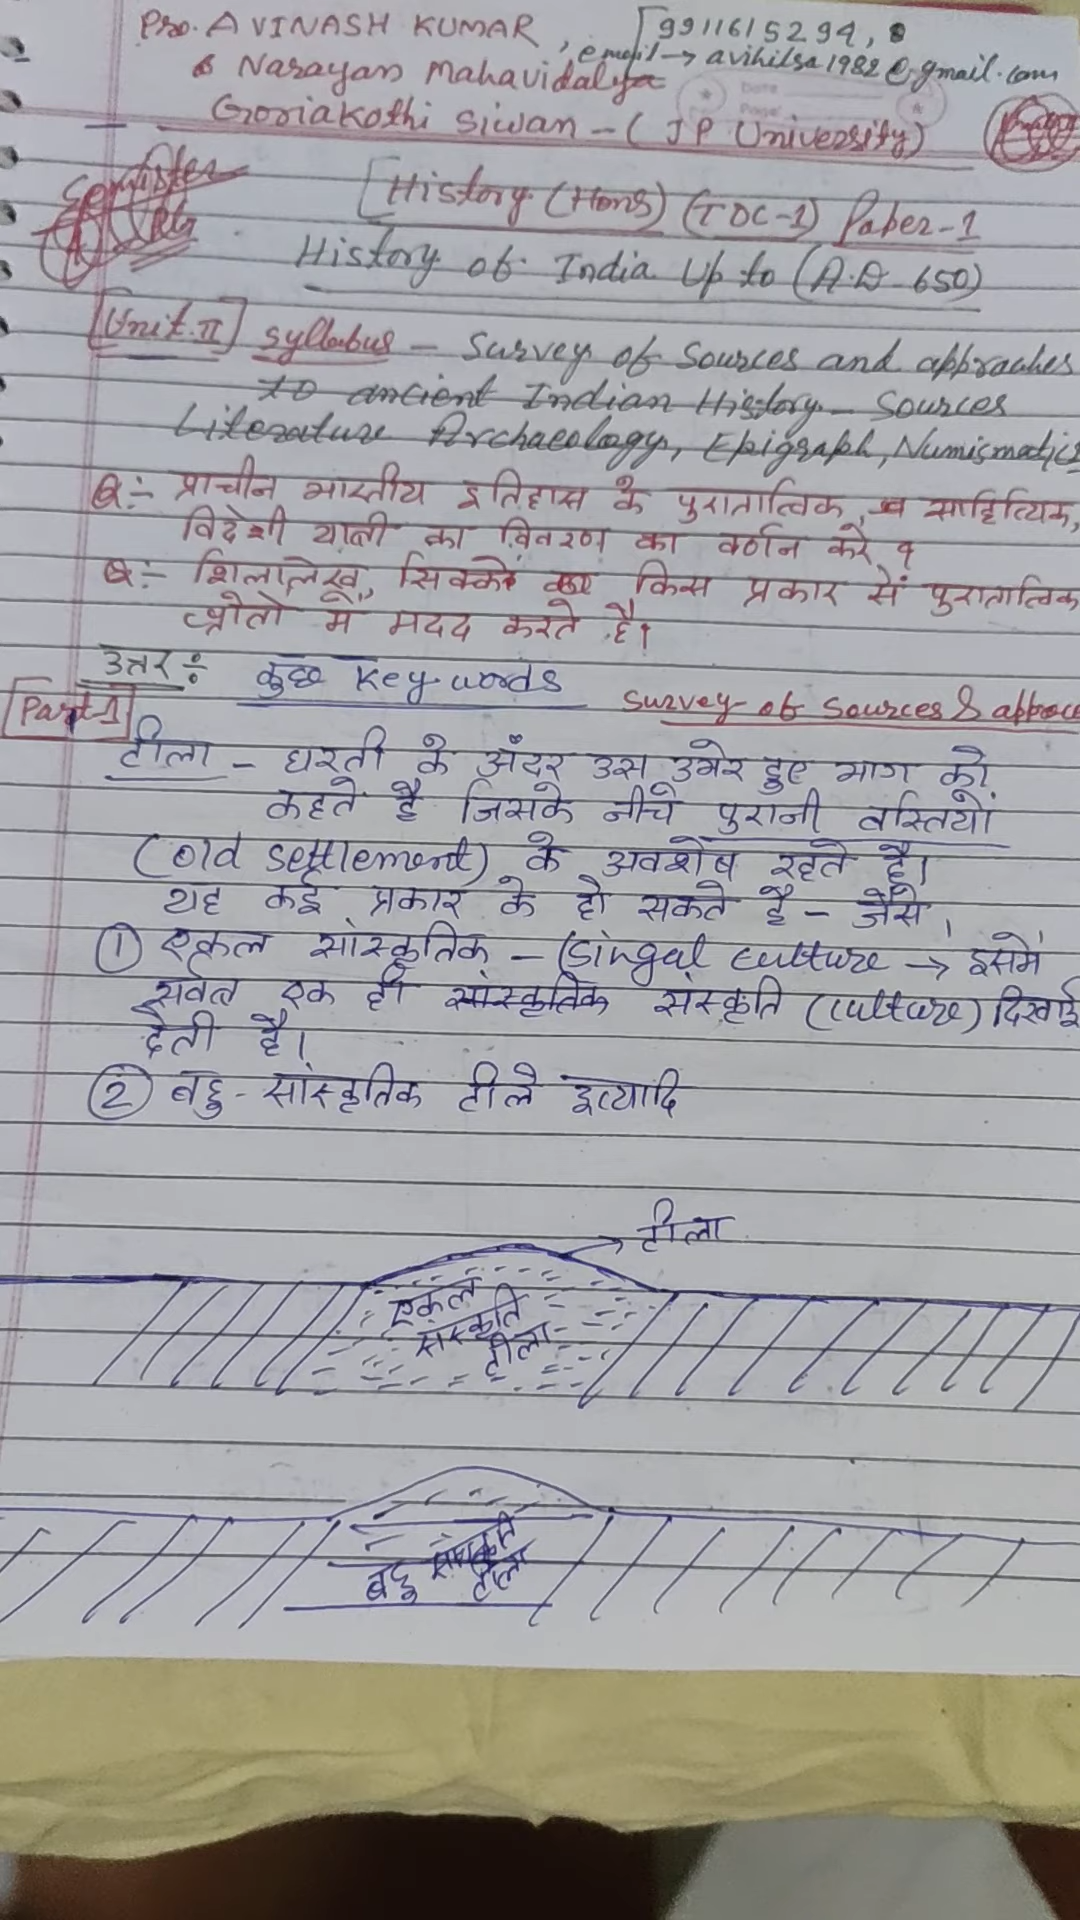 Pro. AVINASH KUMAR, 9911615294,
email → avihilsa1982@gmail.com
Narayan Mahavidalya
Goriakothi Siwan - (JP University)
Date
Page
History (Hons) (TDC-1) Paper-1
History of India Up to (A.D-650)
Unit.II syllabus - Survey of Sources and approaches
to ancient Indian History - Sources
Literature Archaeology, Epigraph, Numismatics
Q:- प्राचीन भारतीय इतिहास के पुरातात्विक, व साहित्यिक,
विदेशी यात्री का विवरण का वर्णन करें ?
Q:- शिलालेख, सिक्के किस प्रकार से पुरातात्विक
श्रोतो में मदद करते है।
उत्तर ÷ कुछ Key words
Part-1 Survey of Sources &
टीला - धरती के अंदर उस उभेर हुए भाग को
कहते है जिसके नीचे पुरानी वस्तियों
(Old settlement) के अवशेष रहते है।
यह कई प्रकार के हो सकते है - जैसे,
① एकल सांस्कृतिक - (Singal culture → इसमें
सर्वत्र एक ही सांस्कृतिक संस्कृति (culture) दिखाई
देती है।
② बहु-सांस्कृतिक टीले इत्यादि
टीला
एकल
संस्कृति
टीला
बहु संस्कृति
टीला